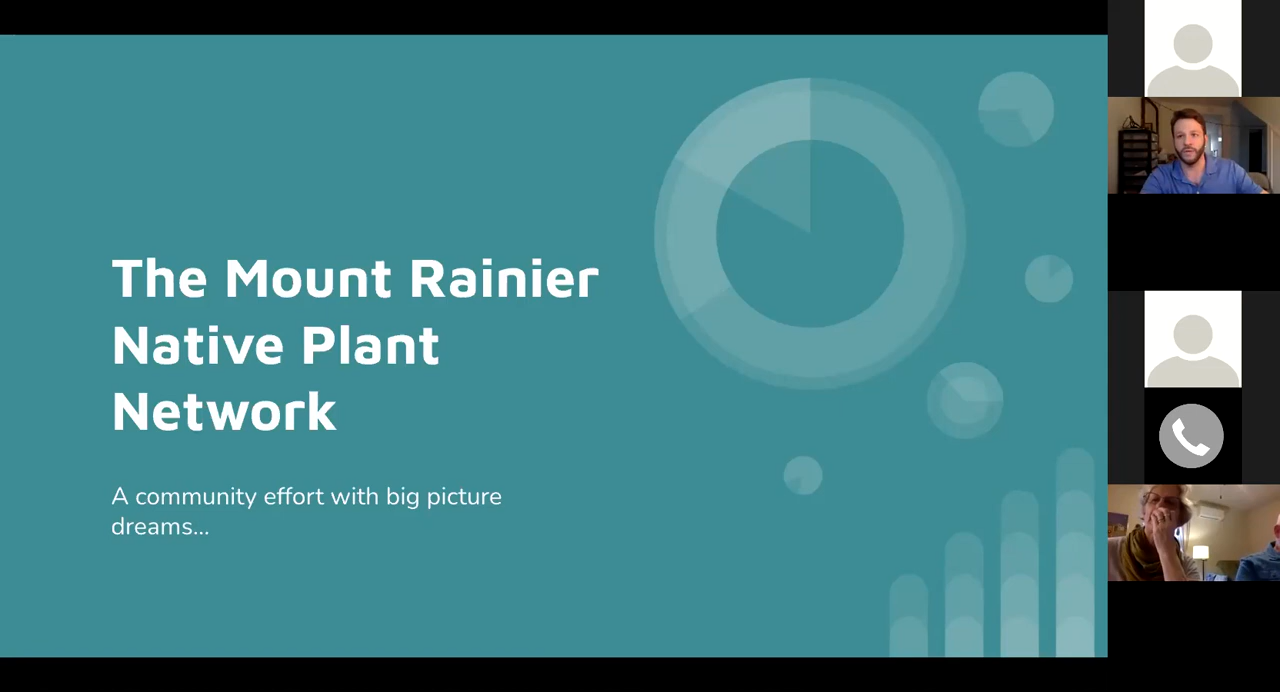 The Mount Rainier
Native Plant
Network
A community effort with big picture
dreams...